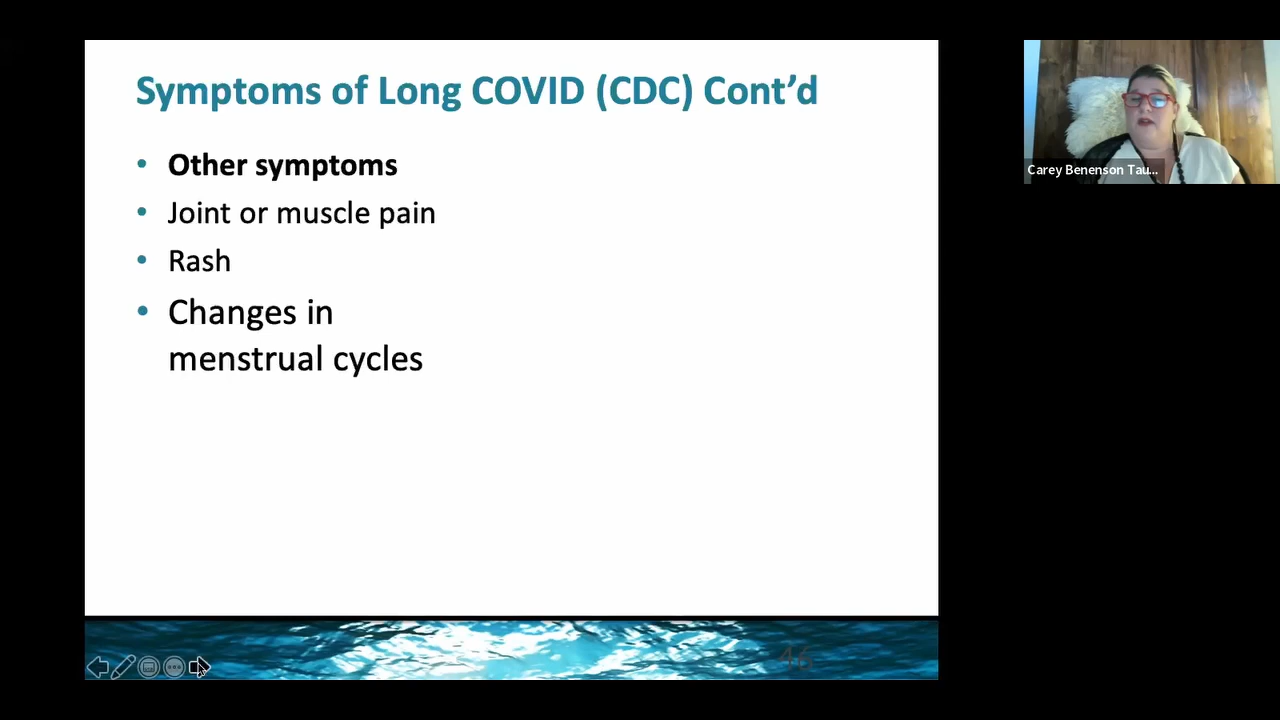 Symptoms of Long COVID (CDC) Cont’d
• Other symptoms
• Joint or muscle pain
• Rash
• Changes in
menstrual cycles
46
Carey Benenson Tau...